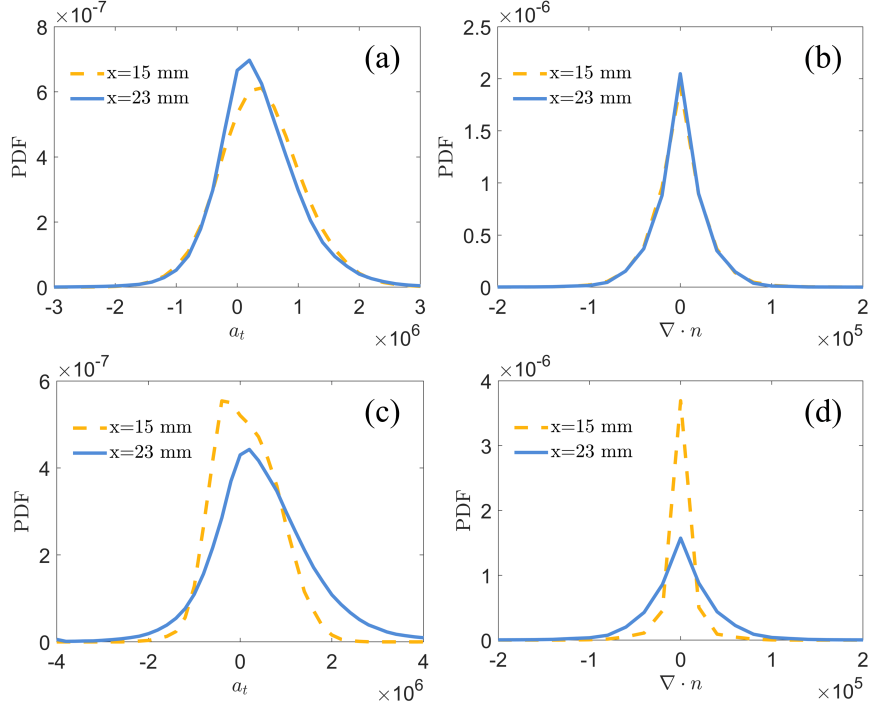 ×10⁻⁷
(a)
x=15 mm
x=23 mm
PDF
8
6
4
2
0
-3 -2 -1 0 1 2 3
aₜ
×10⁶
×10⁻⁶
(b)
x=15 mm
x=23 mm
PDF
2.5
2
1.5
1
0.5
0
-2 -1 0 1 2
∇ · n
×10⁵
×10⁻⁷
(c)
x=15 mm
x=23 mm
PDF
6
4
2
0
-4 -2 0 2 4
aₜ
×10⁶
×10⁻⁶
(d)
x=15 mm
x=23 mm
PDF
4
3
2
1
0
-2 -1 0 1 2
∇ · n
×10⁵